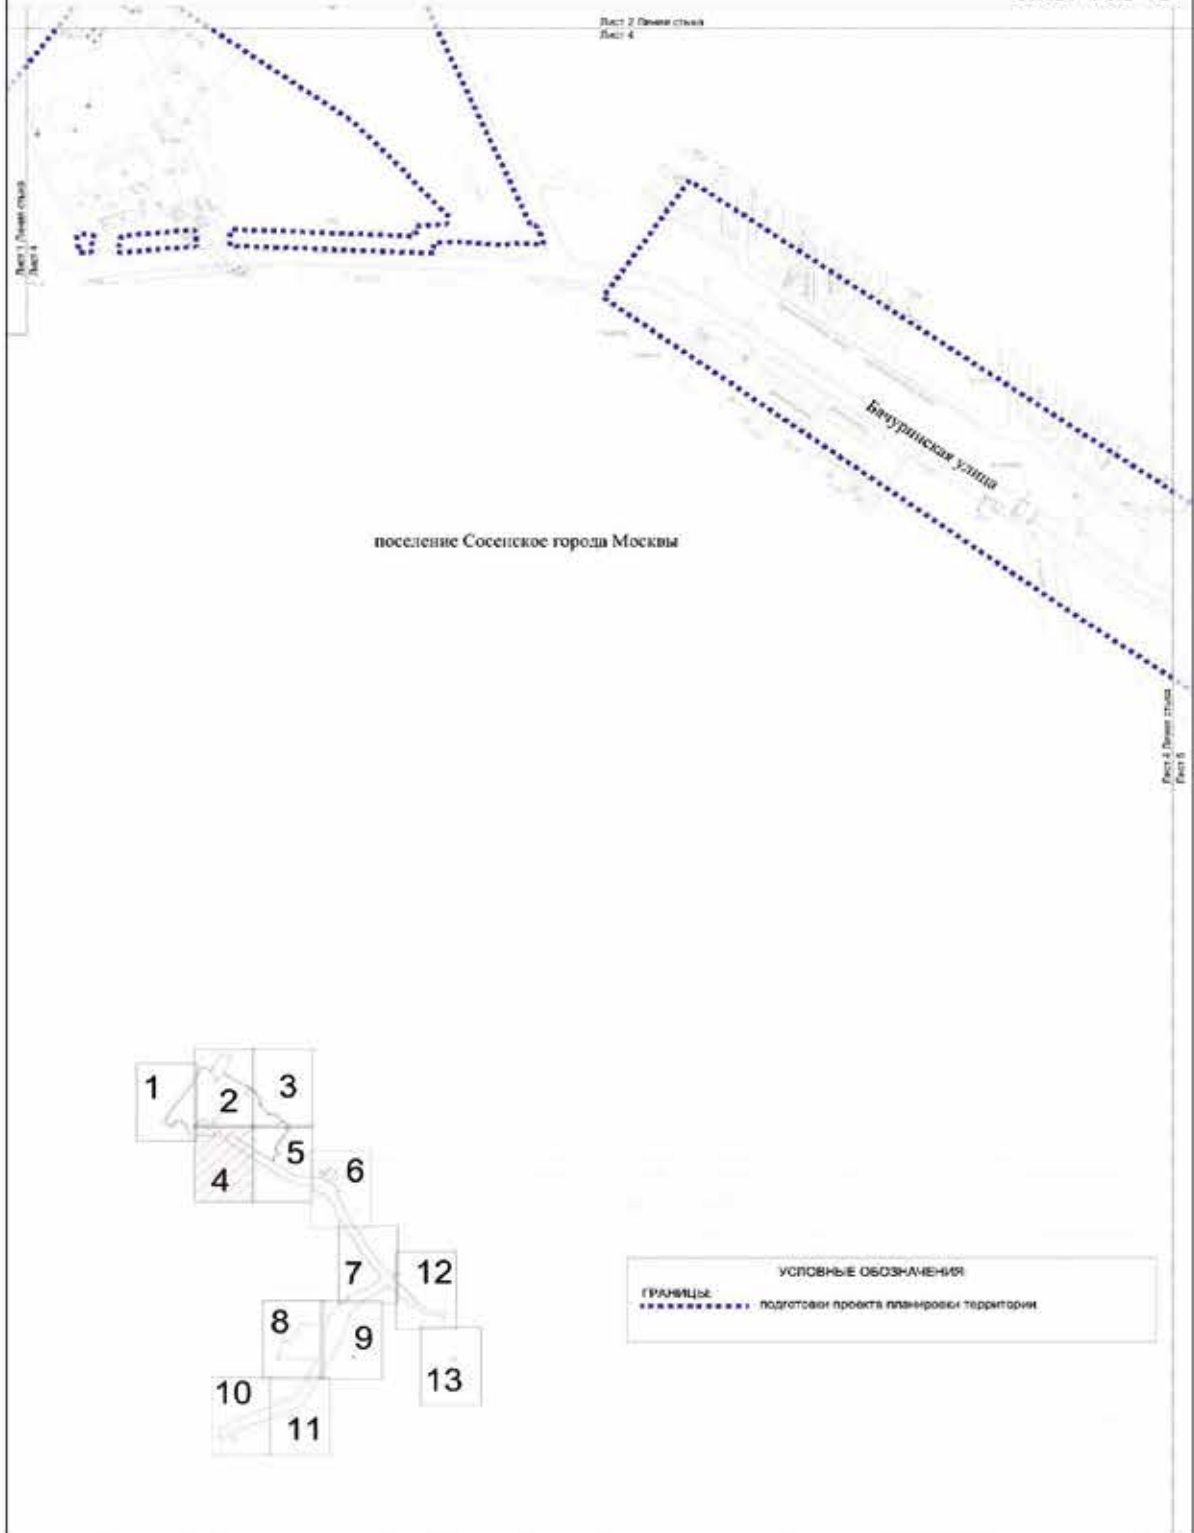 Лист 2 Линия стыка
Лист 4
Лист 1 Линия стыка
Лист 4
Бачуринская улица
поселение Сосенское города Москвы
Лист 4 Линия стыка
Лист 5
1
2
3
4
5
6
7
12
8
9
13
10
11
УСЛОВНЫЕ ОБОЗНАЧЕНИЯ
ГРАНИЦЫ:
подготовки проекта планировки территории